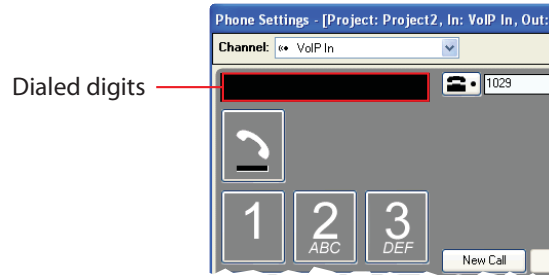 Phone Settings - [Project: Project2, In: VoIP In, Out:
Channel: VoIP In
Dialed digits
1029
1
2
ABC
3
DEF
New Call